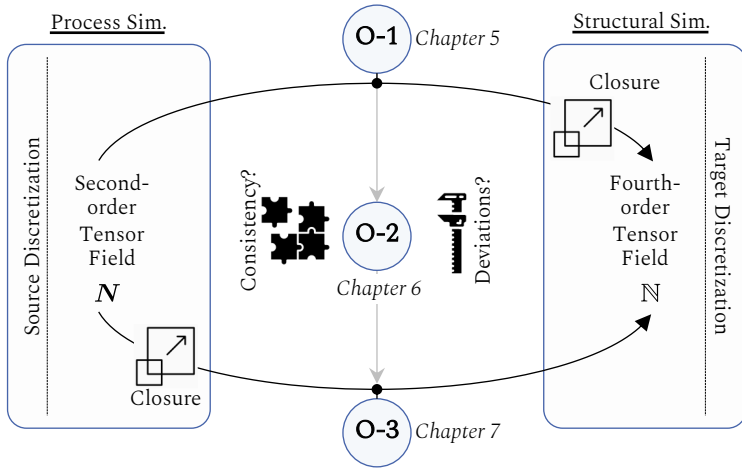 Process Sim.
Structural Sim.
O-1
Chapter 5
Closure
Source Discretization
Second-
order
Tensor
Field
N
Consistency?
O-2
Chapter 6
Deviations?
Fourth-
order
Tensor
Field
ℕ
Target Discretization
Closure
O-3
Chapter 7